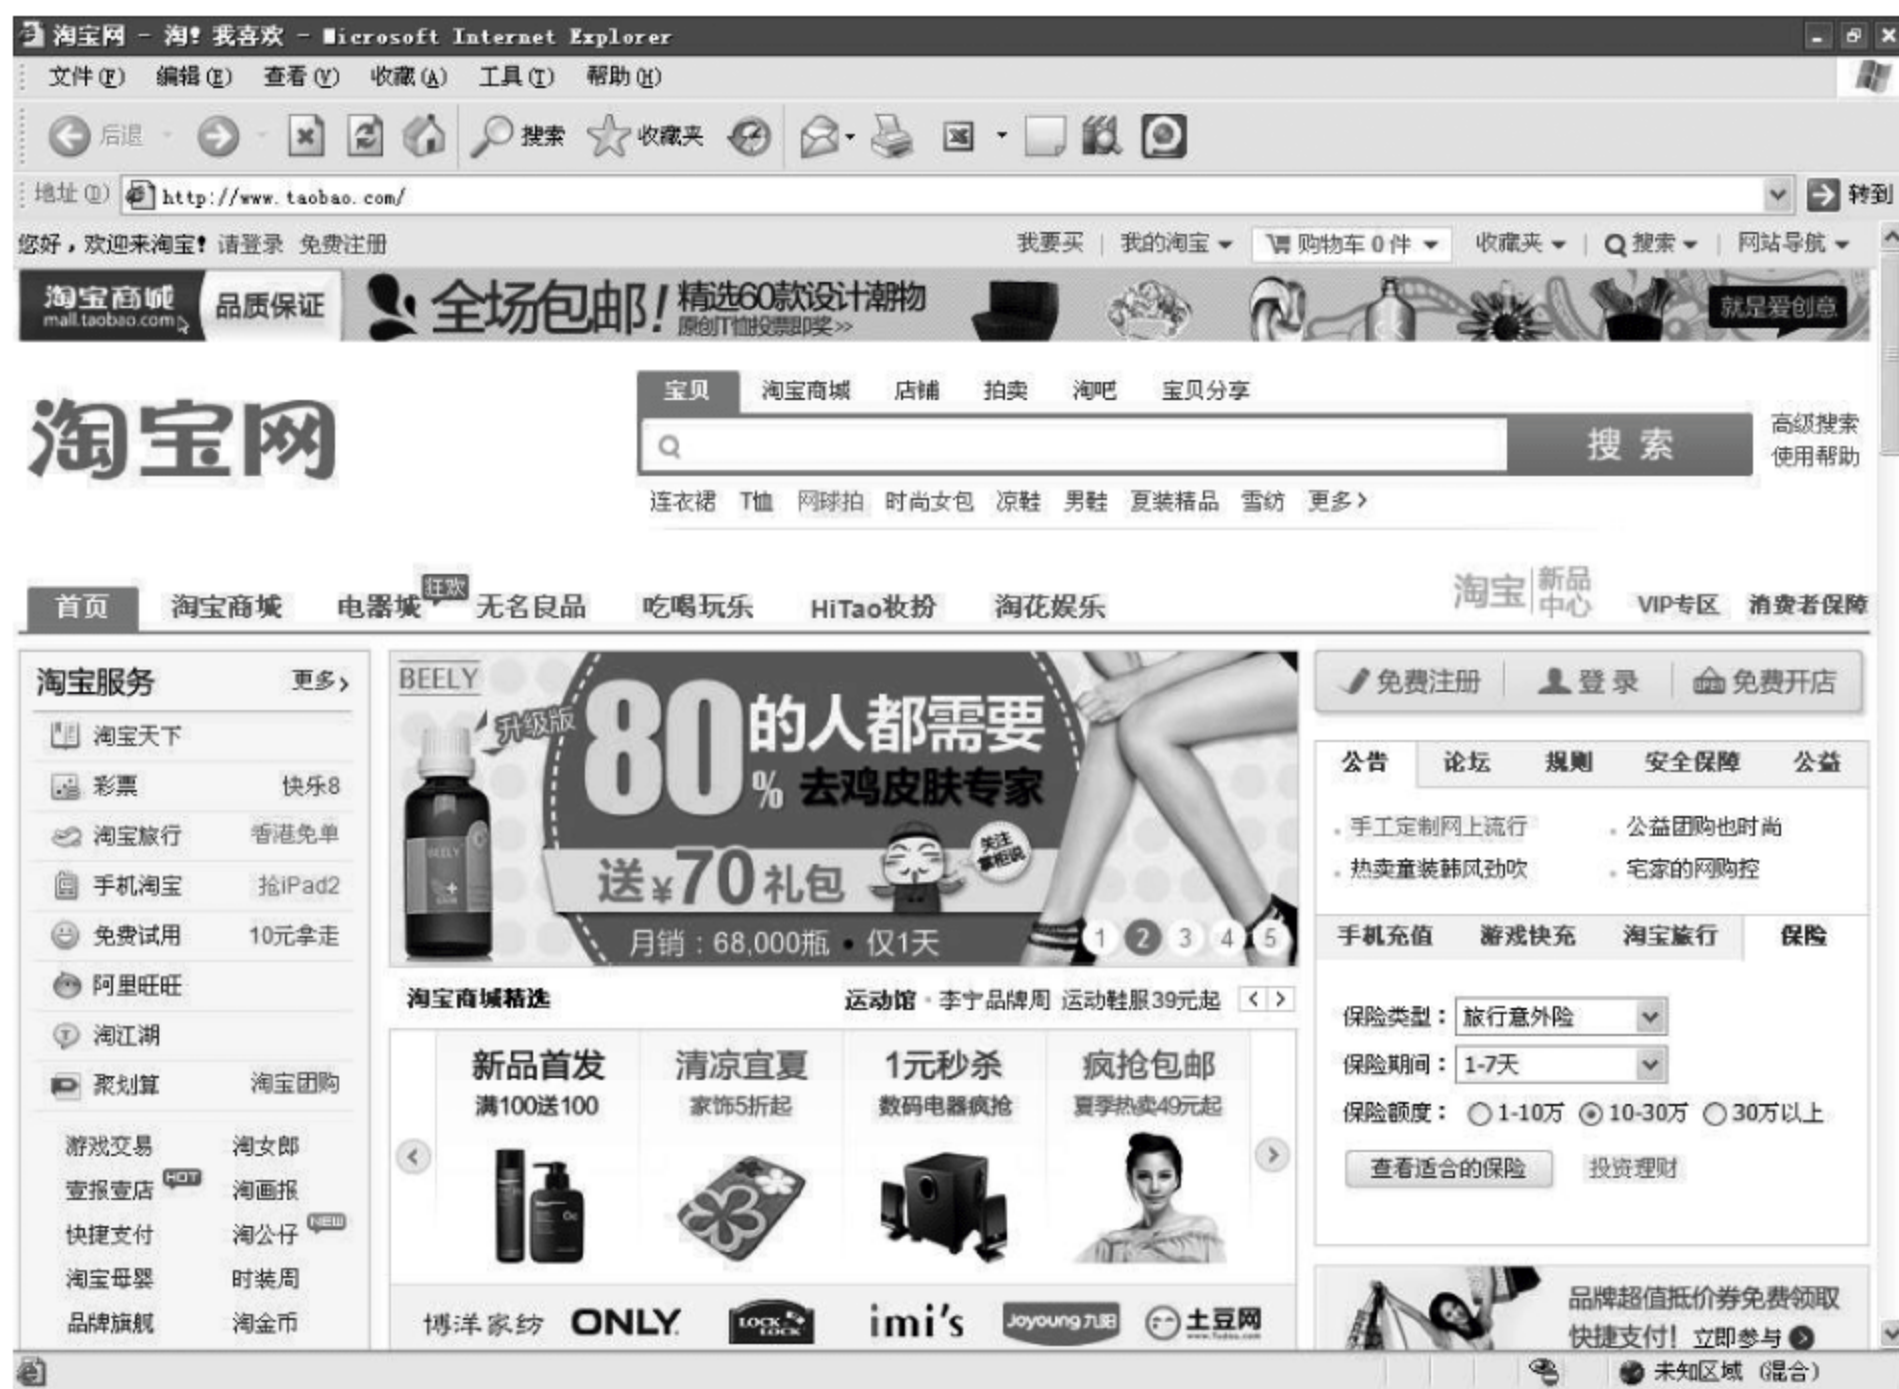 淘宝网 - 淘！我喜欢 - Microsoft Internet Explorer
文件(F) 编辑(E) 查看(V) 收藏(A) 工具(T) 帮助(H)
后退 搜索 收藏夹
地址(D) http://www.taobao.com/ 转到
您好，欢迎来淘宝！ 请登录 免费注册 我要买 | 我的淘宝 购物车 0 件 收藏夹 | 搜索 | 网站导航
淘宝商城 mall.taobao.com 品质保证 全场包邮！ 精选60款设计潮物 就是爱创意
原创T恤投票即奖>>
宝贝 淘宝商城 店铺 拍卖 淘吧 宝贝分享
淘宝网 搜索 高级搜索
使用帮助
连衣裙 T恤 网球拍 时尚女包 凉鞋 男鞋 夏装精品 雪纺 更多>
首页 淘宝商城 电器城 狂欢 无名良品 吃喝玩乐 HiTao妆扮 淘花娱乐 淘宝 新品中心 VIP专区 消费者保障
淘宝服务 更多>
淘宝天下
彩票 快乐8
淘宝旅行 香港免单
手机淘宝 抢iPad2
免费试用 10元拿走
阿里旺旺
淘江湖
聚划算 淘宝团购
游戏交易 淘女郎
壹报壹店 HOT 淘画报
快捷支付 淘公仔 NEW
淘宝母婴 时装周
品牌旗舰 淘金币
BEELY
升级版 80% 的人都需要
去鸡皮肤专家
BEELY
关注掌柜说
送¥70礼包
月销：68,000瓶 • 仅1天
1 2 3 4 5
淘宝商城精选 运动馆 · 李宁品牌周 运动鞋服39元起 < >
新品首发 清凉宜夏 1元秒杀 疯抢包邮
满100送100 家饰5折起 数码电器疯抢 夏季热卖49元起
博洋家纺 ONLY LOCK LOCK imi's Joyoung九阳 土豆网 www.Tudou.com
免费注册 登录 免费开店
公告 论坛 规则 安全保障 公益
手工定制网上流行 公益团购也时尚
热卖童装韩风劲吹 宅家的网购控
手机充值 游戏快充 淘宝旅行 保险
保险类型： 旅行意外险
保险期间： 1-7天
保险额度： 1-10万 10-30万 30万以上
查看适合的保险 投资理财
品牌超值抵价券免费领取
快捷支付！ 立即参与
未知区域 (混合)